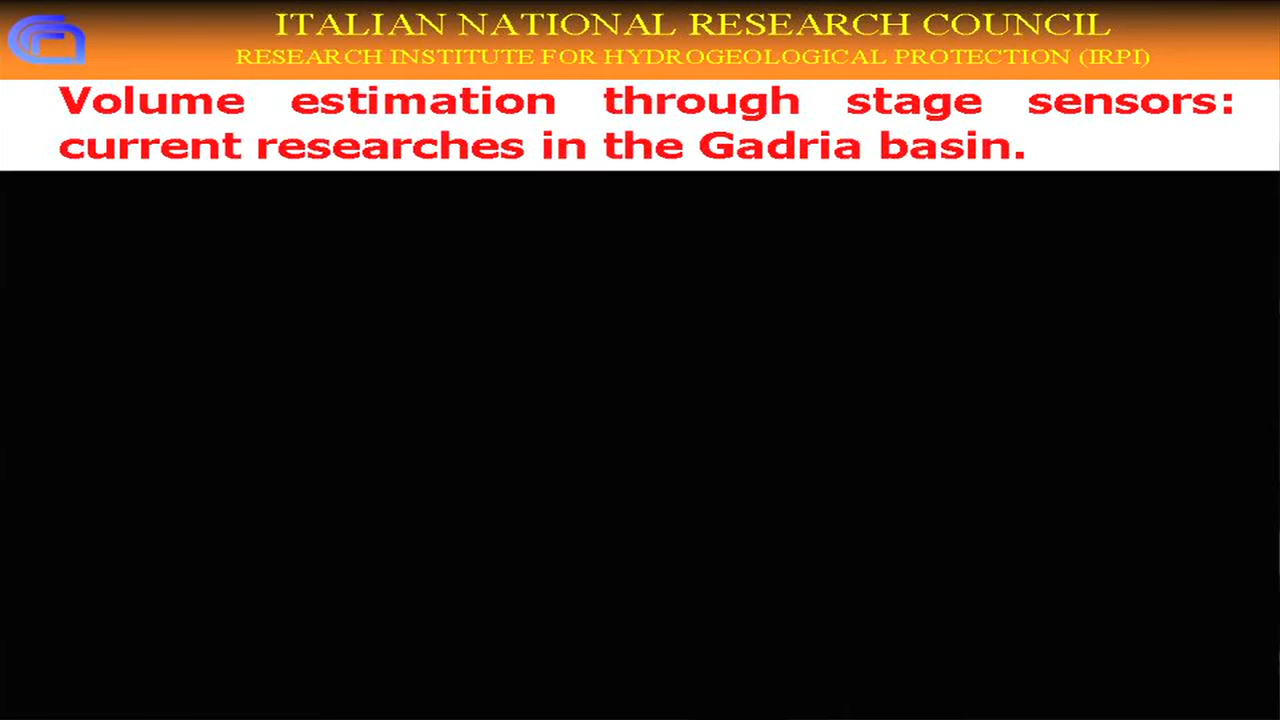 ITALIAN NATIONAL RESEARCH COUNCIL
RESEARCH INSTITUTE FOR HYDROGEOLOGICAL PROTECTION (IRPI)
Volume estimation through stage sensors:
current researches in the Gadria basin.